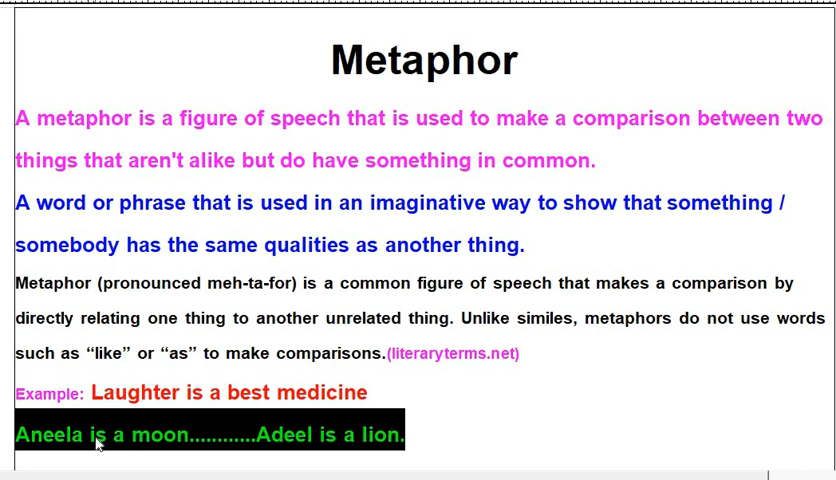 Metaphor
A metaphor is a figure of speech that is used to make a comparison between two
things that aren't alike but do have something in common.
A word or phrase that is used in an imaginative way to show that something /
somebody has the same qualities as another thing.
Metaphor (pronounced meh-ta-for) is a common figure of speech that makes a comparison by
directly relating one thing to another unrelated thing. Unlike similes, metaphors do not use words
such as “like” or “as” to make comparisons.(literaryterms.net)
Example: Laughter is a best medicine
Aneela is a moon............Adeel is a lion.